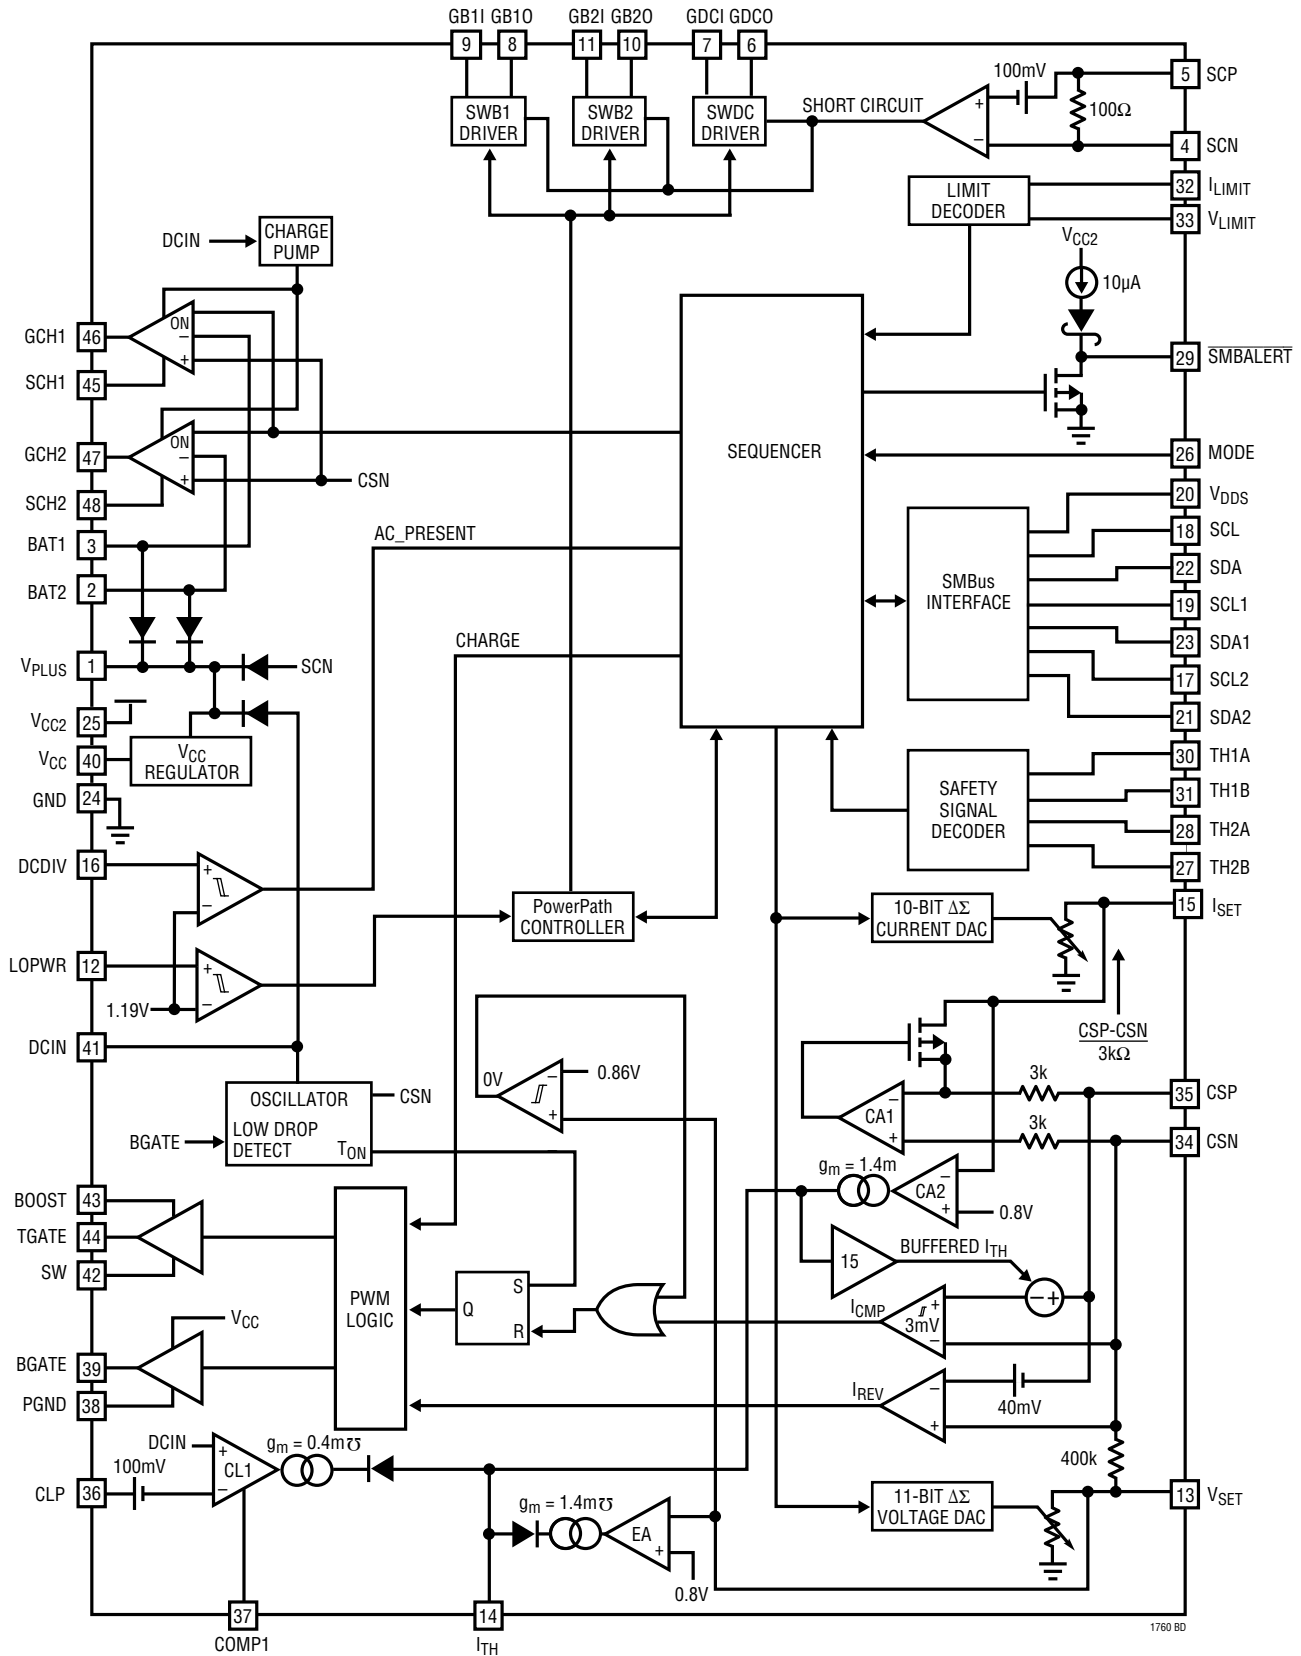 GB1I GB1O GB2I GB2O GDCI GDCO
9 8 11 10 7 6
SWB1
DRIVER
SWB2
DRIVER
SWDC
DRIVER
SHORT CIRCUIT
+
−
100mV
100Ω
5 SCP
4 SCN
LIMIT
DECODER
32 ILIMIT
33 VLIMIT
VCC2
10µA
29 SMBALERT
DCIN
CHARGE
PUMP
GCH1 46
ON
−
+
SCH1 45
GCH2 47
ON
−
+
CSN
SCH2 48
BAT1 3
BAT2 2
AC_PRESENT
CHARGE
SEQUENCER
26 MODE
SMBus
INTERFACE
20 VDDS
18 SCL
22 SDA
19 SCL1
23 SDA1
17 SCL2
21 SDA2
VPLUS 1
SCN
VCC2 25
VCC 40
VCC
REGULATOR
GND 24
SAFETY
SIGNAL
DECODER
30 TH1A
31 TH1B
28 TH2A
27 TH2B
DCDIV 16
+
−
LOPWR 12
+
−
1.19V
PowerPath
CONTROLLER
10-BIT ΔΣ
CURRENT DAC
15 ISET
CSP-CSN
3kΩ
DCIN 41
OSCILLATOR
LOW DROP
DETECT
TON
CSN
BGATE
0V
−
+
0.86V
CA1
−
+
3k
3k
35 CSP
34 CSN
gm = 1.4m
CA2
−
+
0.8V
BOOST 43
TGATE 44
SW 42
PWM
LOGIC
S
Q
R
15
BUFFERED ITH
− +
ICMP
+
3mV
−
VCC
BGATE 39
PGND 38
IREV
−
+
40mV
DCIN
100mV
CLP 36
+
CL1
−
gm = 0.4m℧
gm = 1.4m℧
EA
+
0.8V
400k
11-BIT ΔΣ
VOLTAGE DAC
13 VSET
37
COMP1
14
ITH
1760 BD